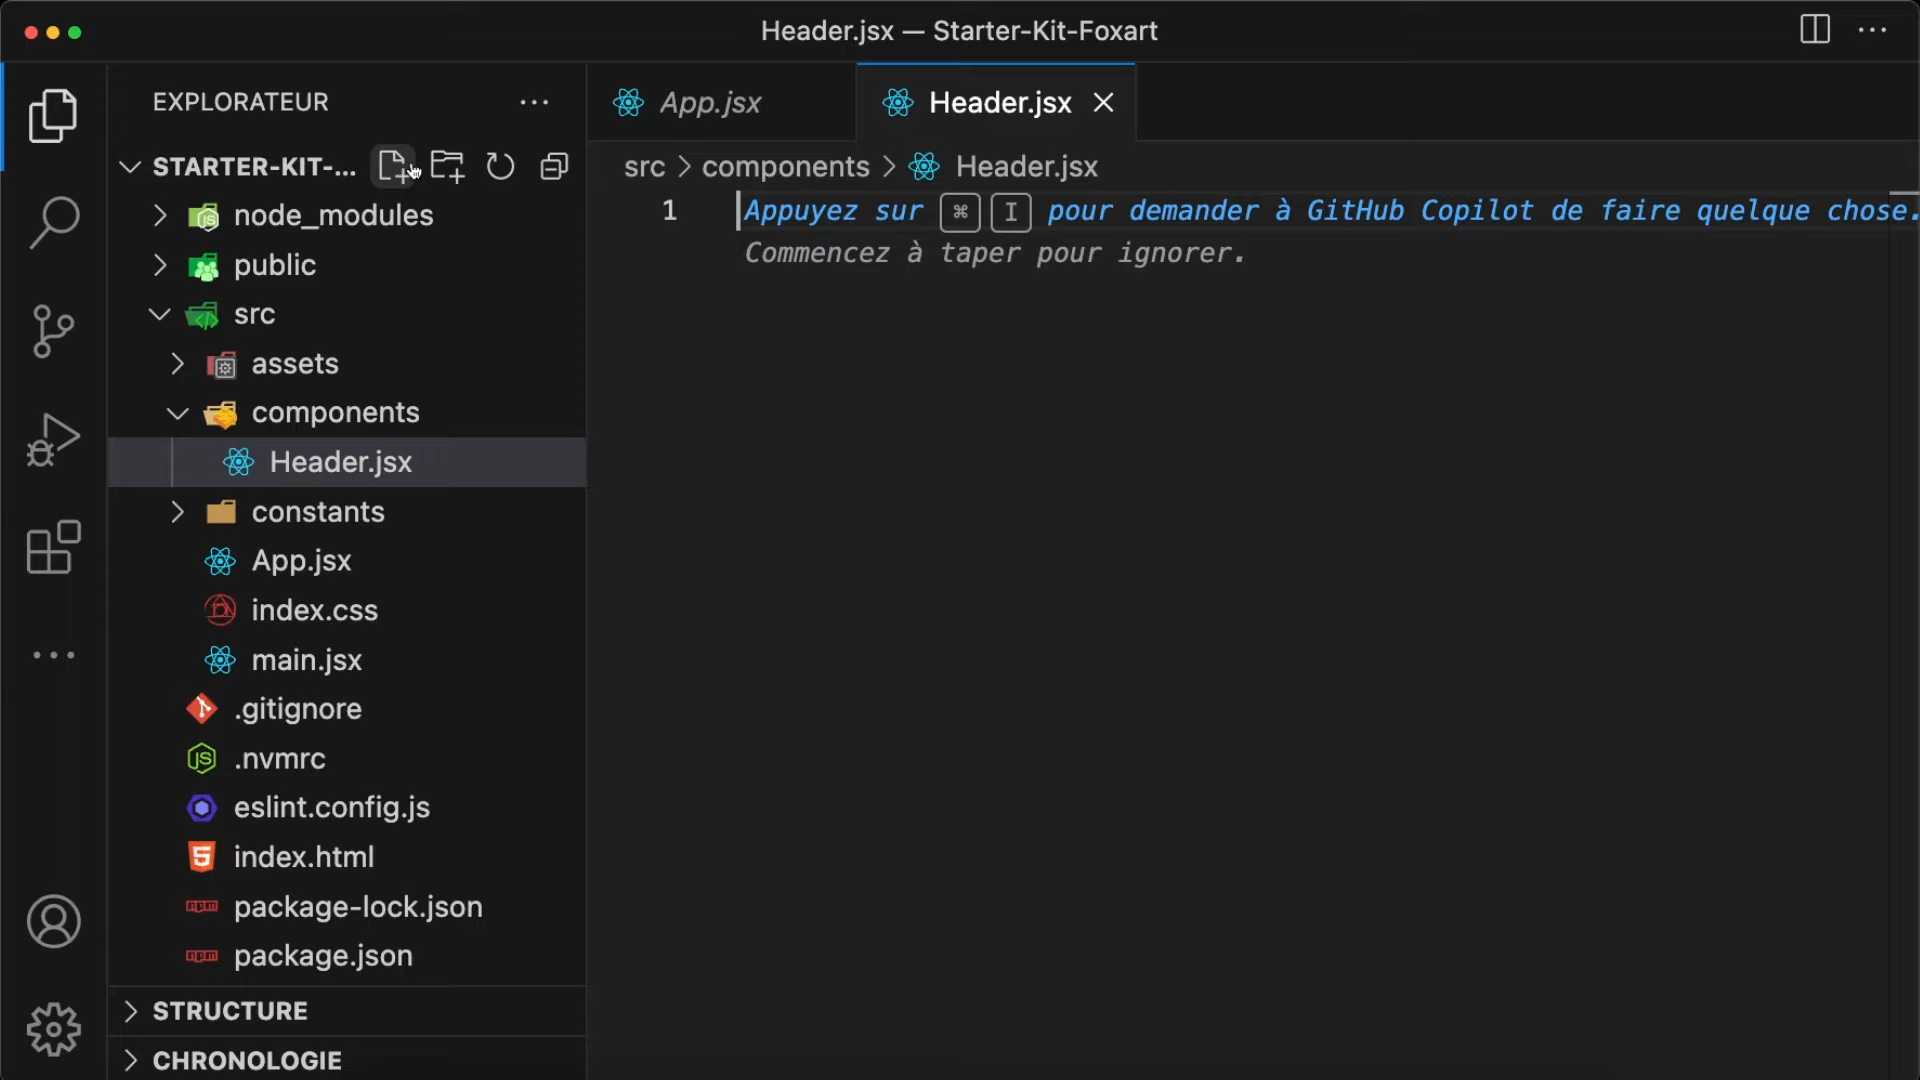 Header.jsx — Starter-Kit-Foxart
EXPLORATEUR
STARTER-KIT-...
node_modules
public
src
assets
components
Header.jsx
constants
App.jsx
index.css
main.jsx
.gitignore
.nvmrc
eslint.config.js
index.html
package-lock.json
package.json
STRUCTURE
CHRONOLOGIE
App.jsx
Header.jsx
src > components > Header.jsx
1 Appuyez sur ⌘ I pour demander à GitHub Copilot de faire quelque chose.
Commencez à taper pour ignorer.